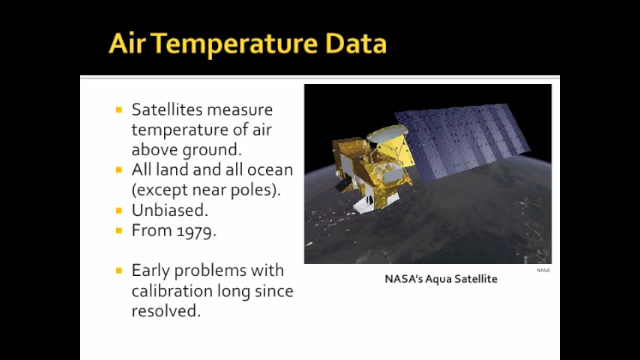 Air Temperature Data
Satellites measure
temperature of air
above ground.
All land and all ocean
(except near poles).
Unbiased.
From 1979.
Early problems with
calibration long since
resolved.
NASA
NASA's Aqua Satellite